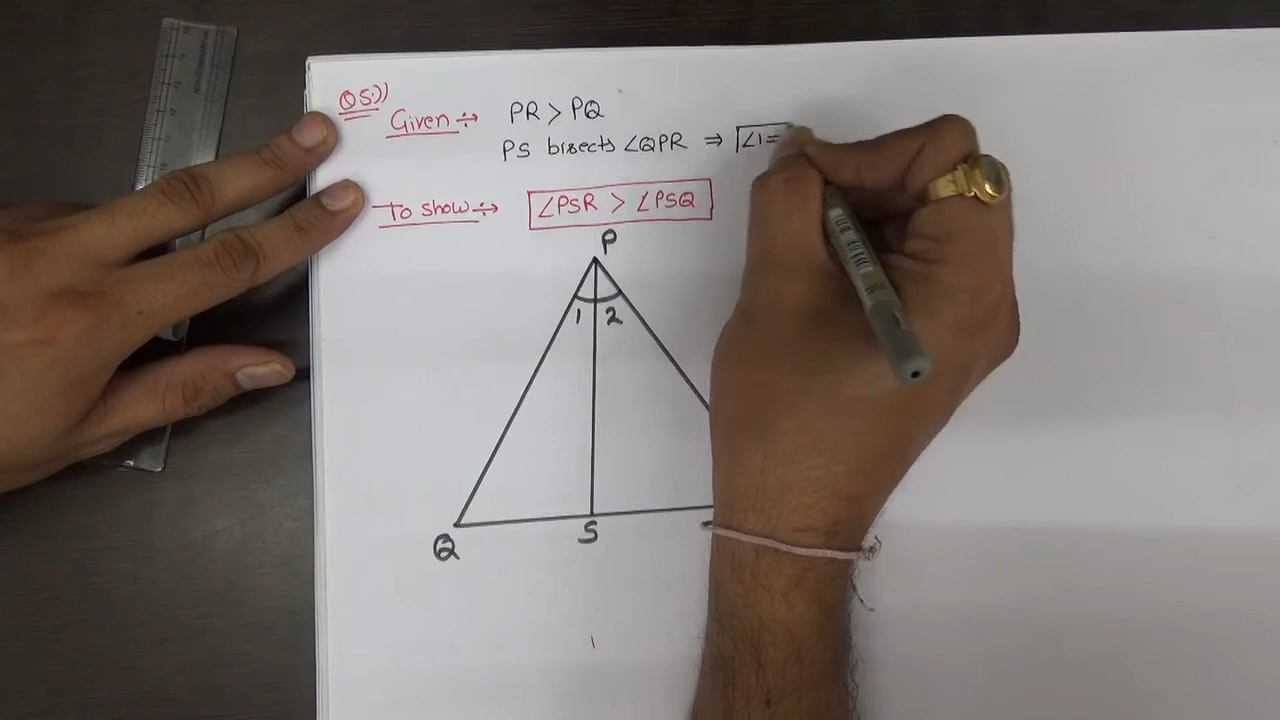 Q5.))
Given ÷ PR > PQ
PS bisects ∠QPR ⇒ ∠1=
To show ÷ ∠PSR > ∠PSQ
P
1 2
Q S